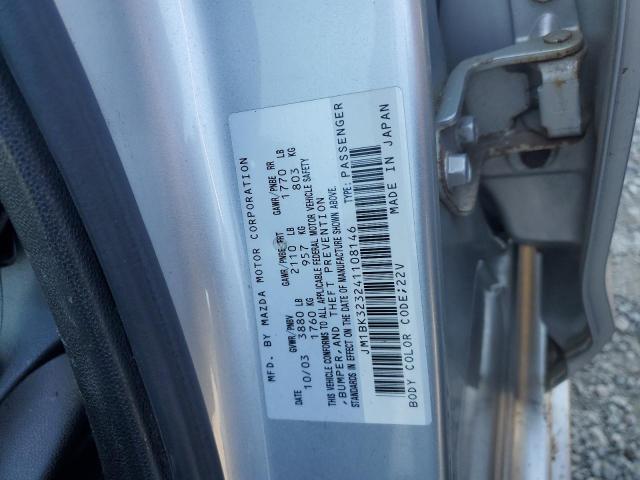 MFD. BY MAZDA MOTOR CORPORATION
DATE GVWR/PNBV GAWR/PNBE FRT GAWR/PNBE RR
10/03 3880 LB 2110 LB 1770 LB
1760 KG 957 KG 803 KG
THIS VEHICLE CONFORMS TO ALL APPLICABLE FEDERAL MOTOR VEHICLE SAFETY
,BUMPER,AND THEFT PREVENTION
STANDARDS IN EFFECT ON THE DATE OF MANUFACTURE SHOWN ABOVE.
JM1BK323241108146 TYPE: PASSENGER
BODY COLOR CODE;22V MADE IN JAPAN